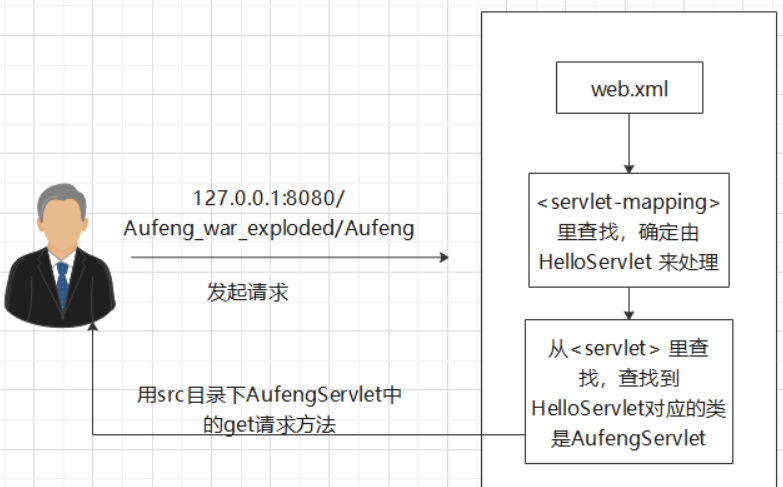 127.0.0.1:8080/
Aufeng_war_exploded/Aufeng
发起请求
web.xml
<servlet-mapping>
里查找，确定由
HelloServlet 来处理
从<servlet> 里查
找，查找到
HelloServlet对应的类
是AufengServlet
用src目录下AufengServlet中
的get请求方法